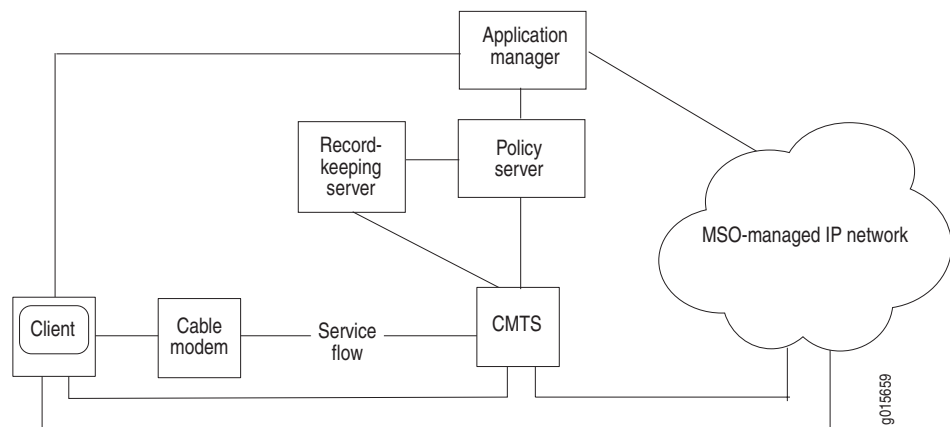 Application
manager
Record-
keeping
server
Policy
server
MSO-managed IP network
Client
Cable
modem
Service
flow
CMTS
g015659